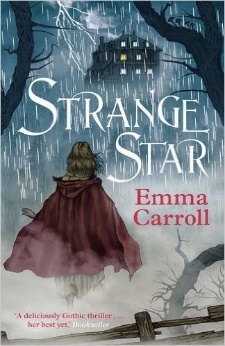 STRANGE
STAR
Emma
Carroll
'A deliciously Gothic thriller . . .
her best yet.' Bookseller